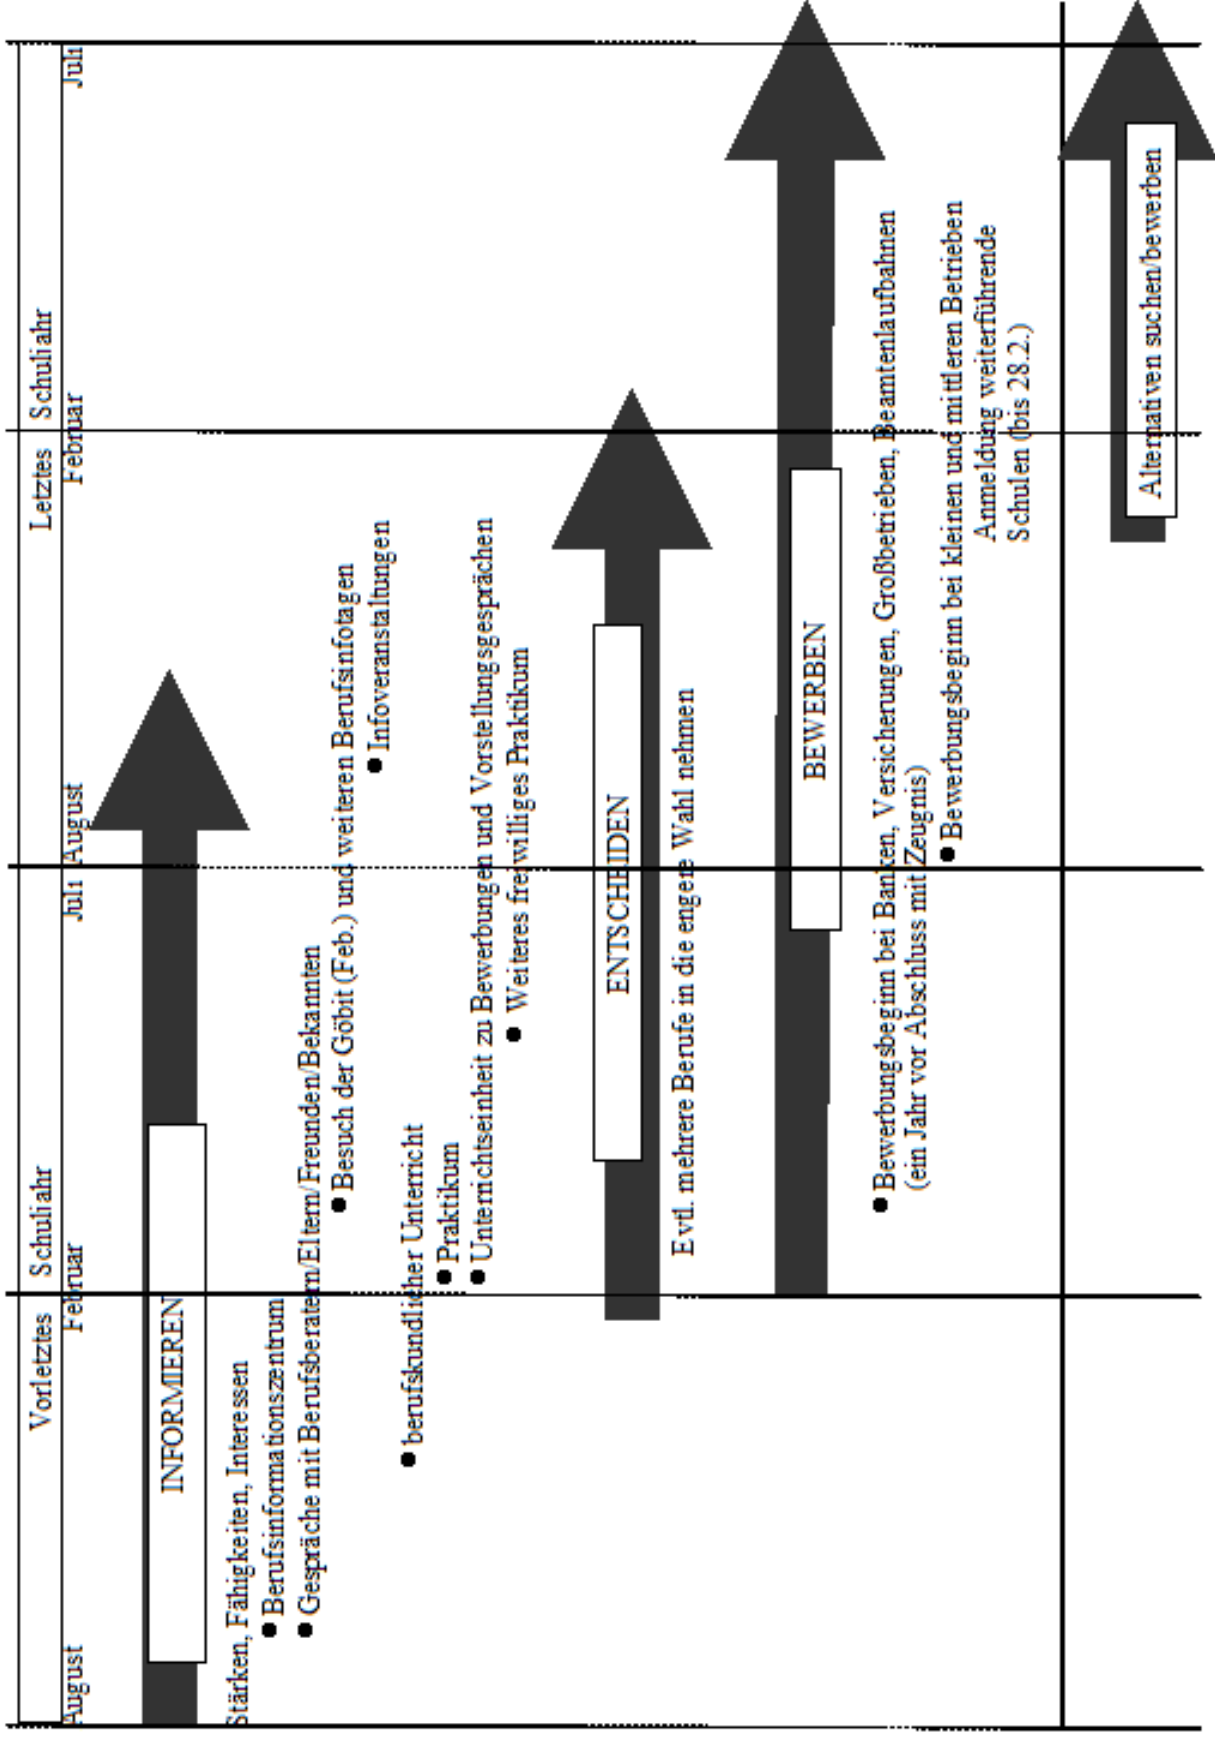 Vorletztes Schuljahr
Letztes Schuljahr
August
Februar
Juli
August
Februar
Juli
INFORMIEREN
Stärken, Fähigkeiten, Interessen
● Berufsinformationszentrum
● Gespräche mit Berufsberatern/Eltern/Freunden/Bekannten
● Besuch der Göbit (Feb.) und weiteren Berufsinfotagen
● Infoveranstaltungen
● berufskundlicher Unterricht
● Praktikum
● Unterrichtseinheit zu Bewerbungen und Vorstellungsgesprächen
● Weiteres freiwilliges Praktikum
ENTSCHEIDEN
Evtl. mehrere Berufe in die engere Wahl nehmen
BEWERBEN
● Bewerbungsbeginn bei Banken, Versicherungen, Großbetrieben, Beamtenlaufbahnen
(ein Jahr vor Abschluss mit Zeugnis)
● Bewerbungsbeginn bei kleinen und mittleren Betrieben
Anmeldung weiterführende
Schulen (bis 28.2.)
Alternativen suchen/bewerben